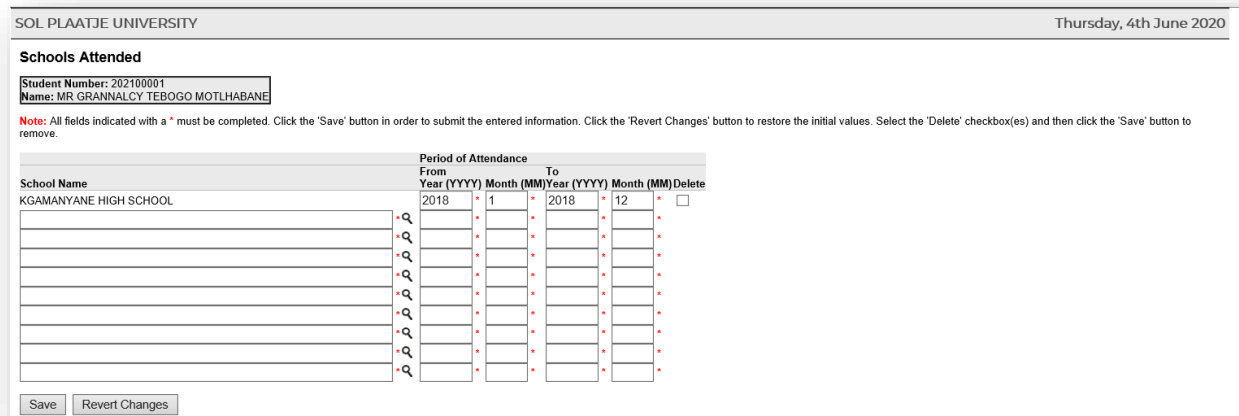 SOL PLAATJE UNIVERSITY Thursday, 4th June 2020
Schools Attended
Student Number: 202100001
Name: MR GRANNALCY TEBOGO MOTLHABANE
Note: All fields indicated with a * must be completed. Click the 'Save' button in order to submit the entered information. Click the 'Revert Changes' button to restore the initial values. Select the 'Delete' checkbox(es) and then click the 'Save' button to
remove.
Period of Attendance
From To
School Name Year (YYYY) Month (MM) Year (YYYY) Month (MM) Delete
KGAMANYANE HIGH SCHOOL 2018 * 1 * 2018 * 12 *
* * * * *
* * * * *
* * * * *
* * * * *
* * * * *
* * * * *
* * * * *
* * * * *
* * * * *
Save Revert Changes